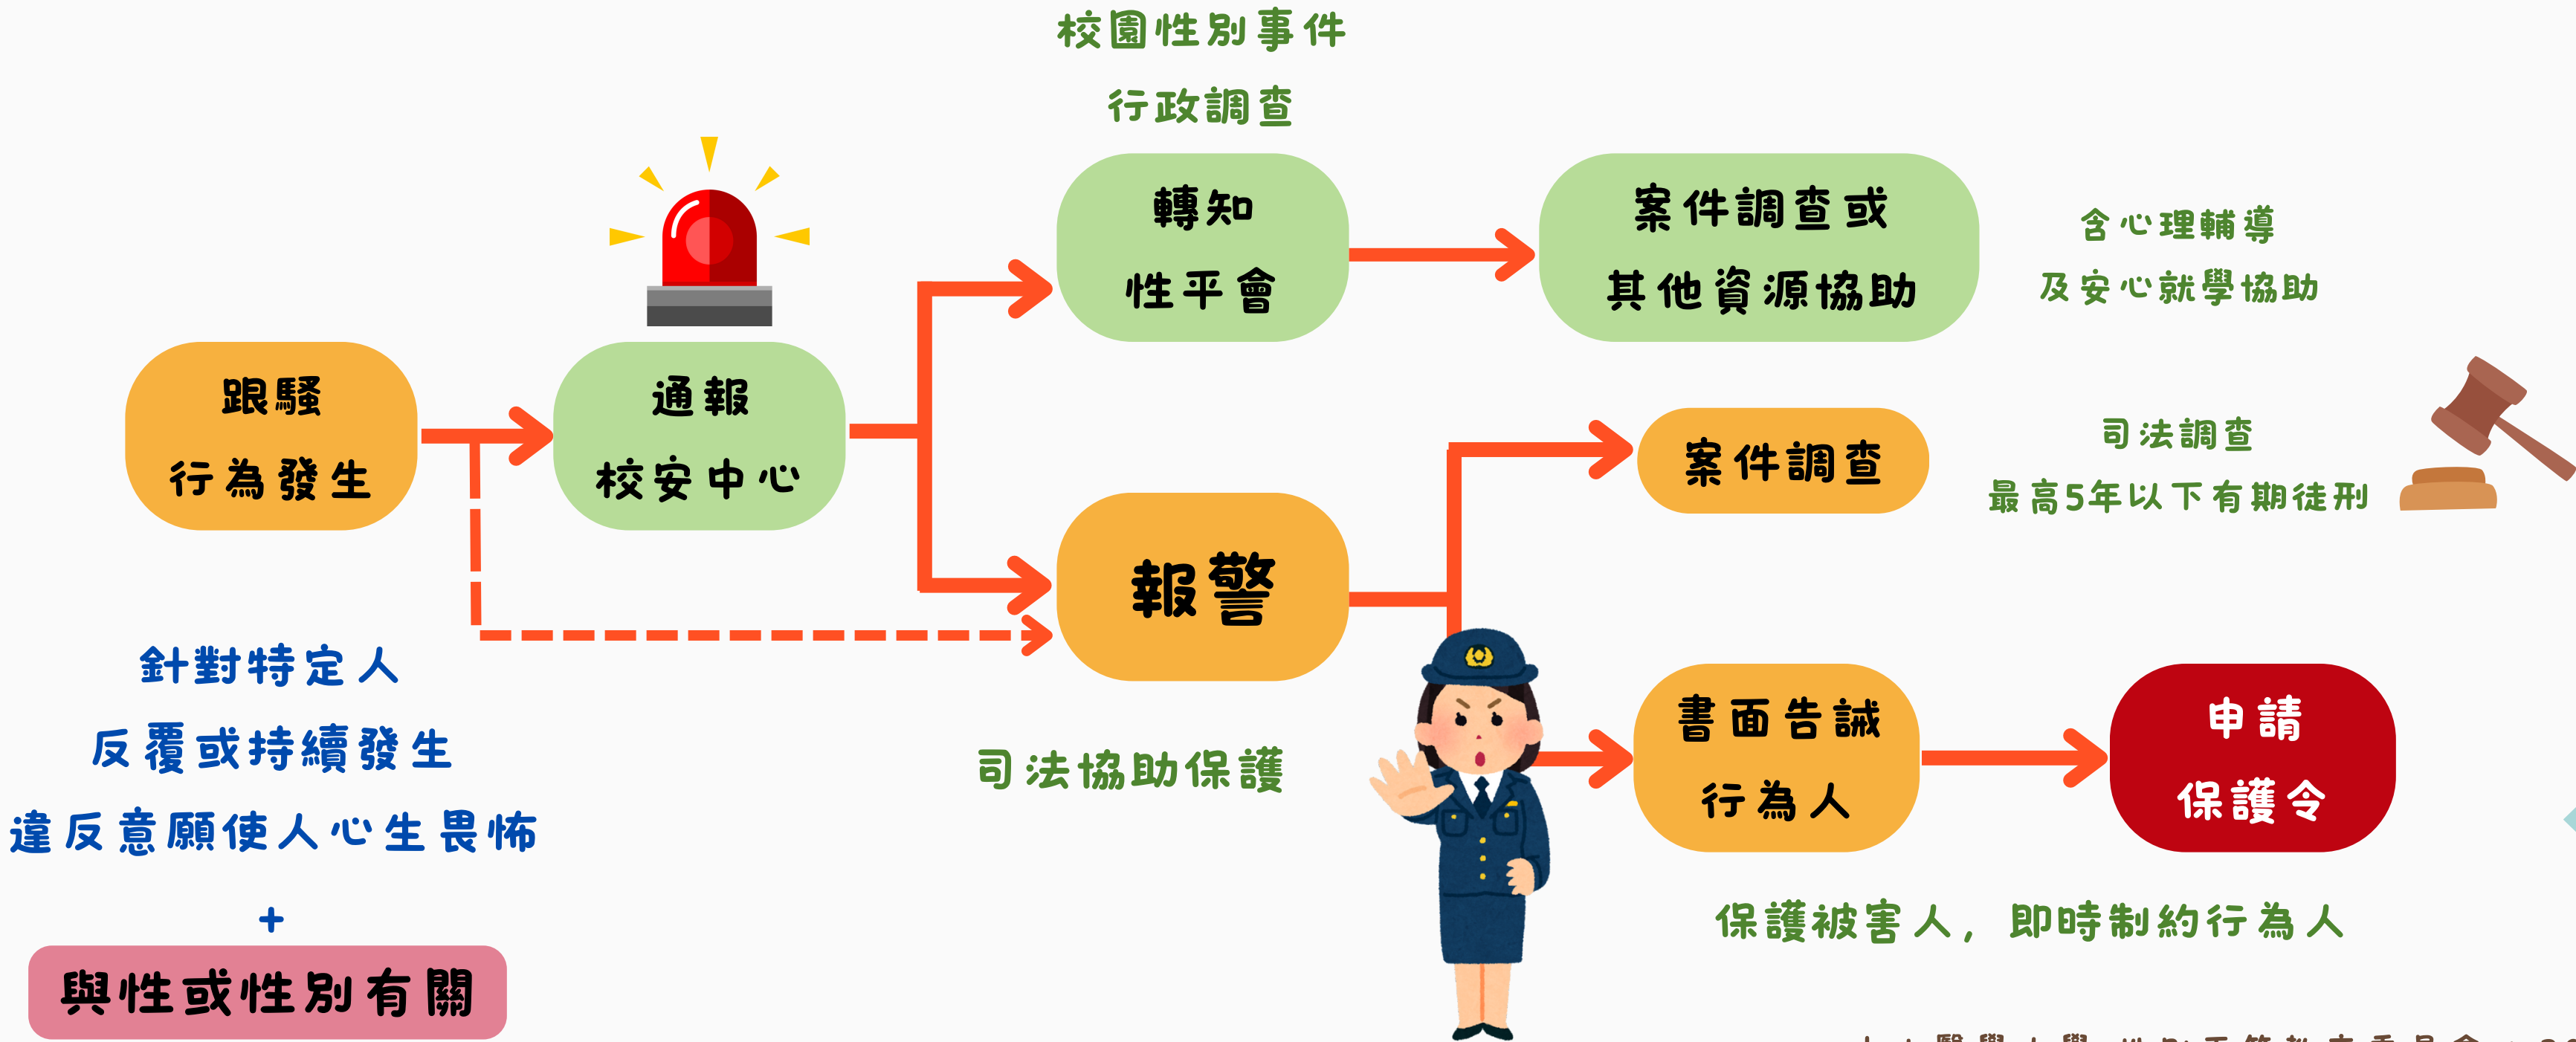 校園性別事件
行政調查
轉知
性平會
案件調查或
其他資源協助
含心理輔導
及安心就學協助
跟騷
行為發生
通報
校安中心
案件調查
司法調查
最高5年以下有期徒刑
報警
司法協助保護
書面告誡
行為人
申請
保護令
保護被害人，即時制約行為人
針對特定人
反覆或持續發生
違反意願使人心生畏怖
+
與性或性別有關